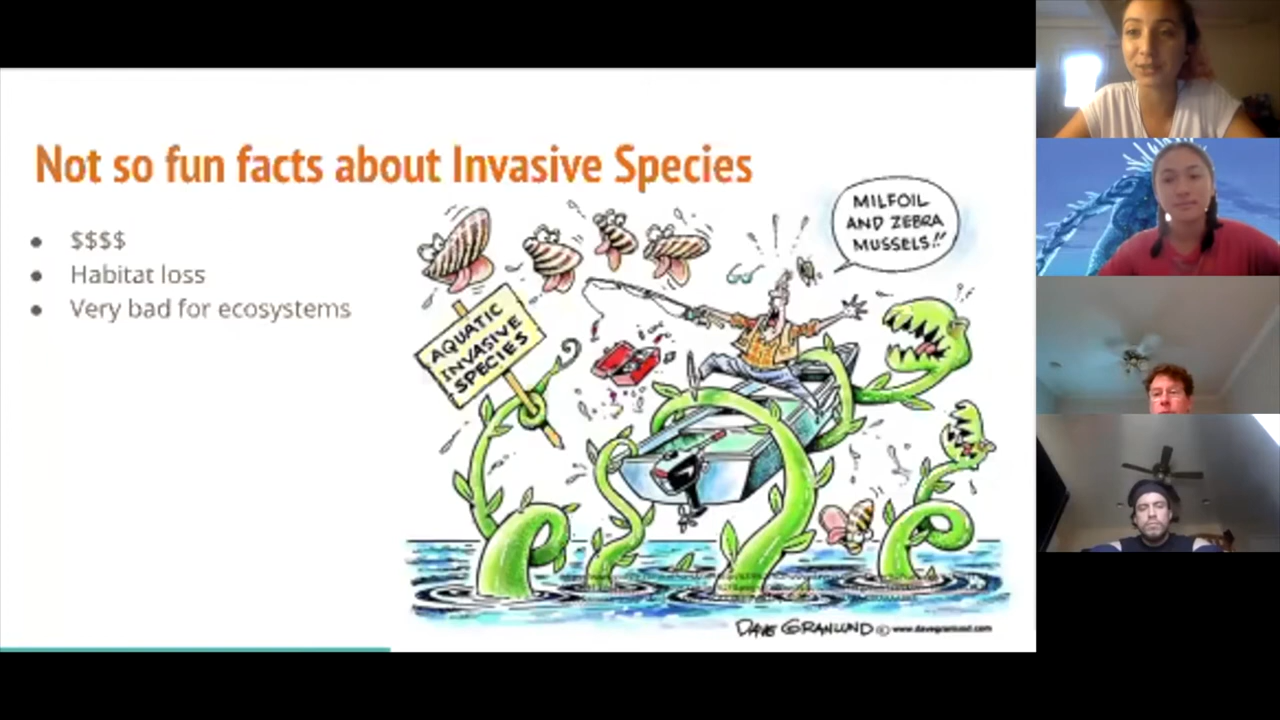 Not so fun facts about Invasive Species
$$$$
Habitat loss
Very bad for ecosystems
MILFOIL
AND ZEBRA
MUSSELS!!
AQUATIC
INVASIVE
SPECIES
DAVE GRANLUND © www.davegranlund.com